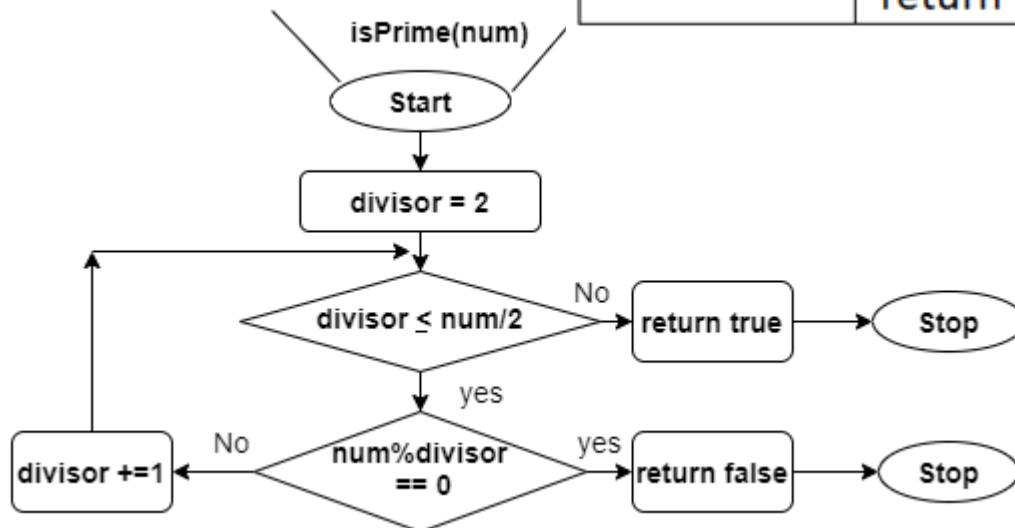 return
isPrime(num)
Start
divisor = 2
divisor ≤ num/2
No
return true
Stop
yes
num%divisor
== 0
No
divisor +=1
yes
return false
Stop